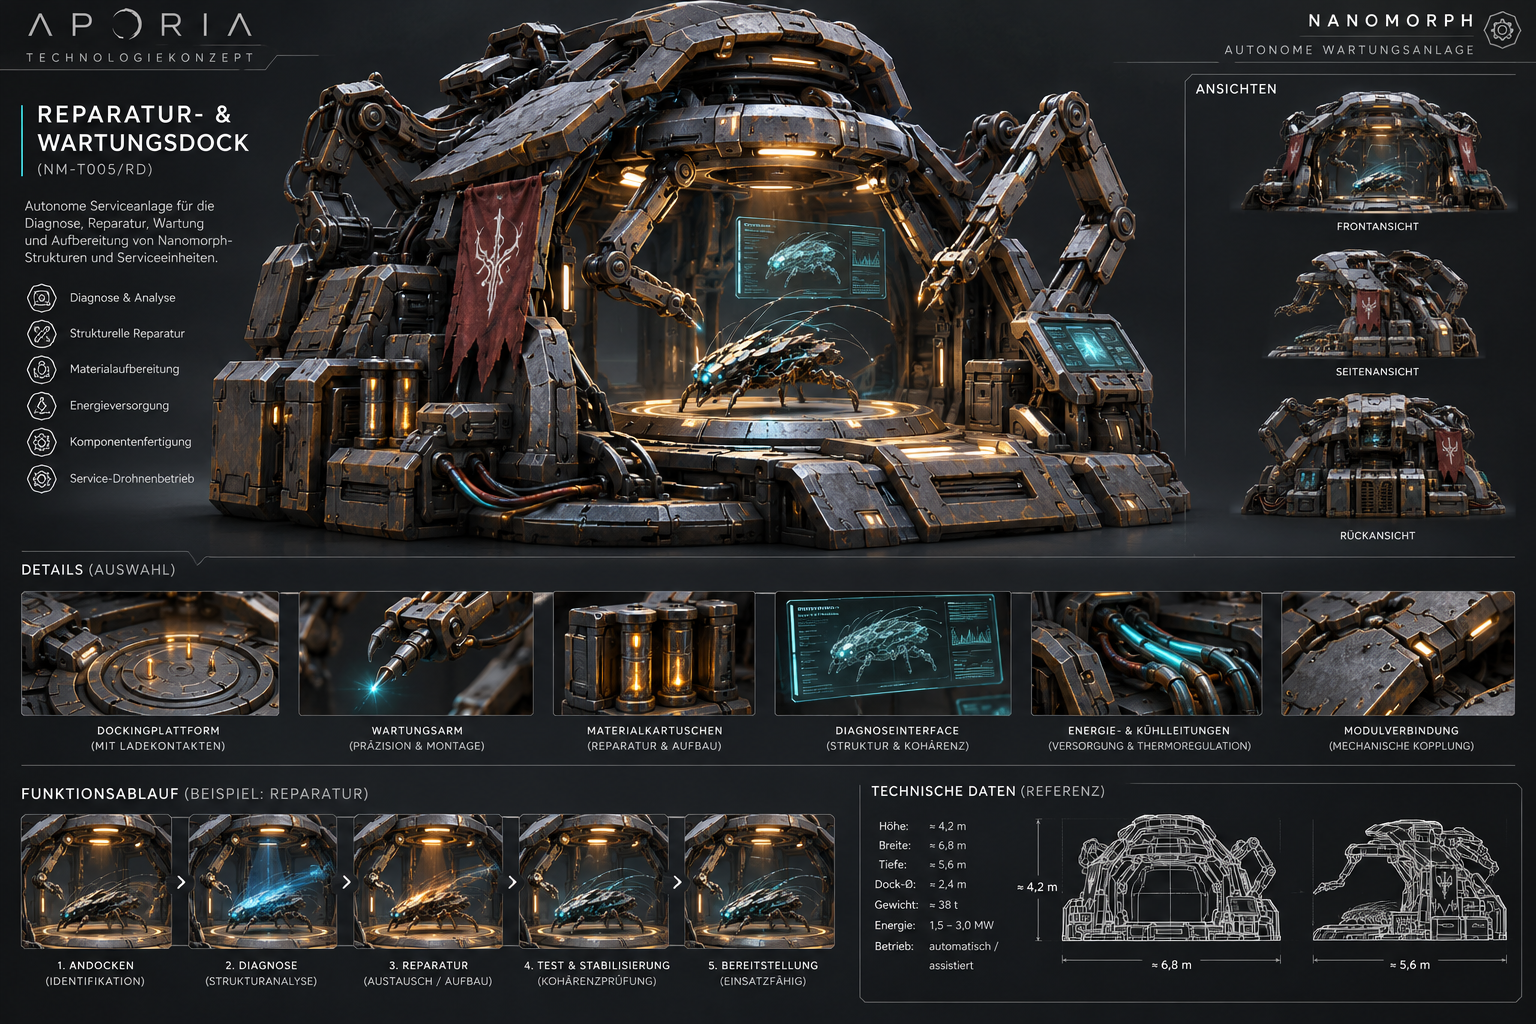 APORIA
TECHNOLOGIEKONZEPT
NANOMORPH
AUTONOME WARTUNGSANLAGE
REPARATUR- &
WARTUNGSDOCK
(NM-T005/RD)
Autonome Serviceanlage für die
Diagnose, Reparatur, Wartung
und Aufbereitung von Nanomorph-
Strukturen und Serviceeinheiten.
Diagnose & Analyse
Strukturelle Reparatur
Materialaufbereitung
Energieversorgung
Komponentenfertigung
Service-Drohnenbetrieb
ANSICHTEN
FRONTANSICHT
SEITENANSICHT
RÜCKANSICHT
DETAILS (AUSWAHL)
DOCKINGPLATTFORM
(MIT LADEKONTAKTEN)
WARTUNGSARM
(PRÄZISION & MONTAGE)
MATERIALKARTUSCHEN
(REPARATUR & AUFBAU)
DIAGNOSEINTERFACE
(STRUKTUR & KOHÄRENZ)
ENERGIE- & KÜHLLEITUNGEN
(VERSORGUNG & THERMOREGULATION)
MODULVERBINDUNG
(MECHANISCHE KOPPLUNG)
FUNKTIONSABLAUF (BEISPIEL: REPARATUR)
1. ANDOCKEN
(IDENTIFIKATION)
2. DIAGNOSE
(STRUKTURANALYSE)
3. REPARATUR
(AUSTAUSCH / AUFBAU)
4. TEST & STABILISIERUNG
(KOHÄRENZPRÜFUNG)
5. BEREITSTELLUNG
(EINSATZFÄHIG)
TECHNISCHE DATEN (REFERENZ)
Höhe: ≈ 4,2 m
Breite: ≈ 6,8 m
Tiefe: ≈ 5,6 m
Dock-Ø: ≈ 2,4 m
Gewicht: ≈ 38 t
Energie: 1,5 – 3,0 MW
Betrieb: automatisch /
assistiert
≈ 4,2 m
≈ 6,8 m
≈ 5,6 m